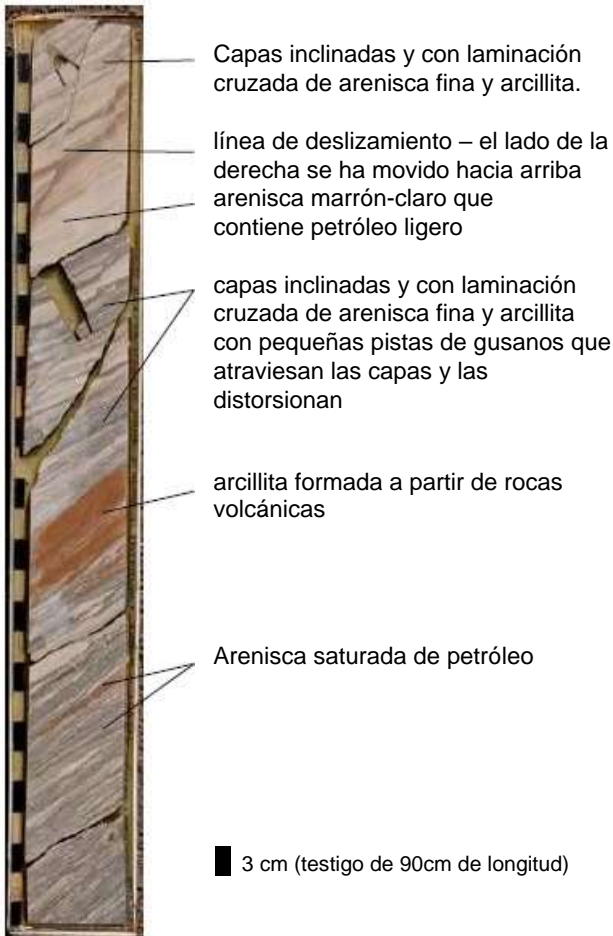 Capas inclinadas y con laminación
cruzada de arenisca fina y arcillita.
línea de deslizamiento – el lado de la
derecha se ha movido hacia arriba
arenisca marrón-claro que
contiene petróleo ligero
capas inclinadas y con laminación
cruzada de arenisca fina y arcillita
con pequeñas pistas de gusanos que
atraviesan las capas y las
distorsionan
arcillita formada a partir de rocas
volcánicas
Arenisca saturada de petróleo
3 cm (testigo de 90cm de longitud)